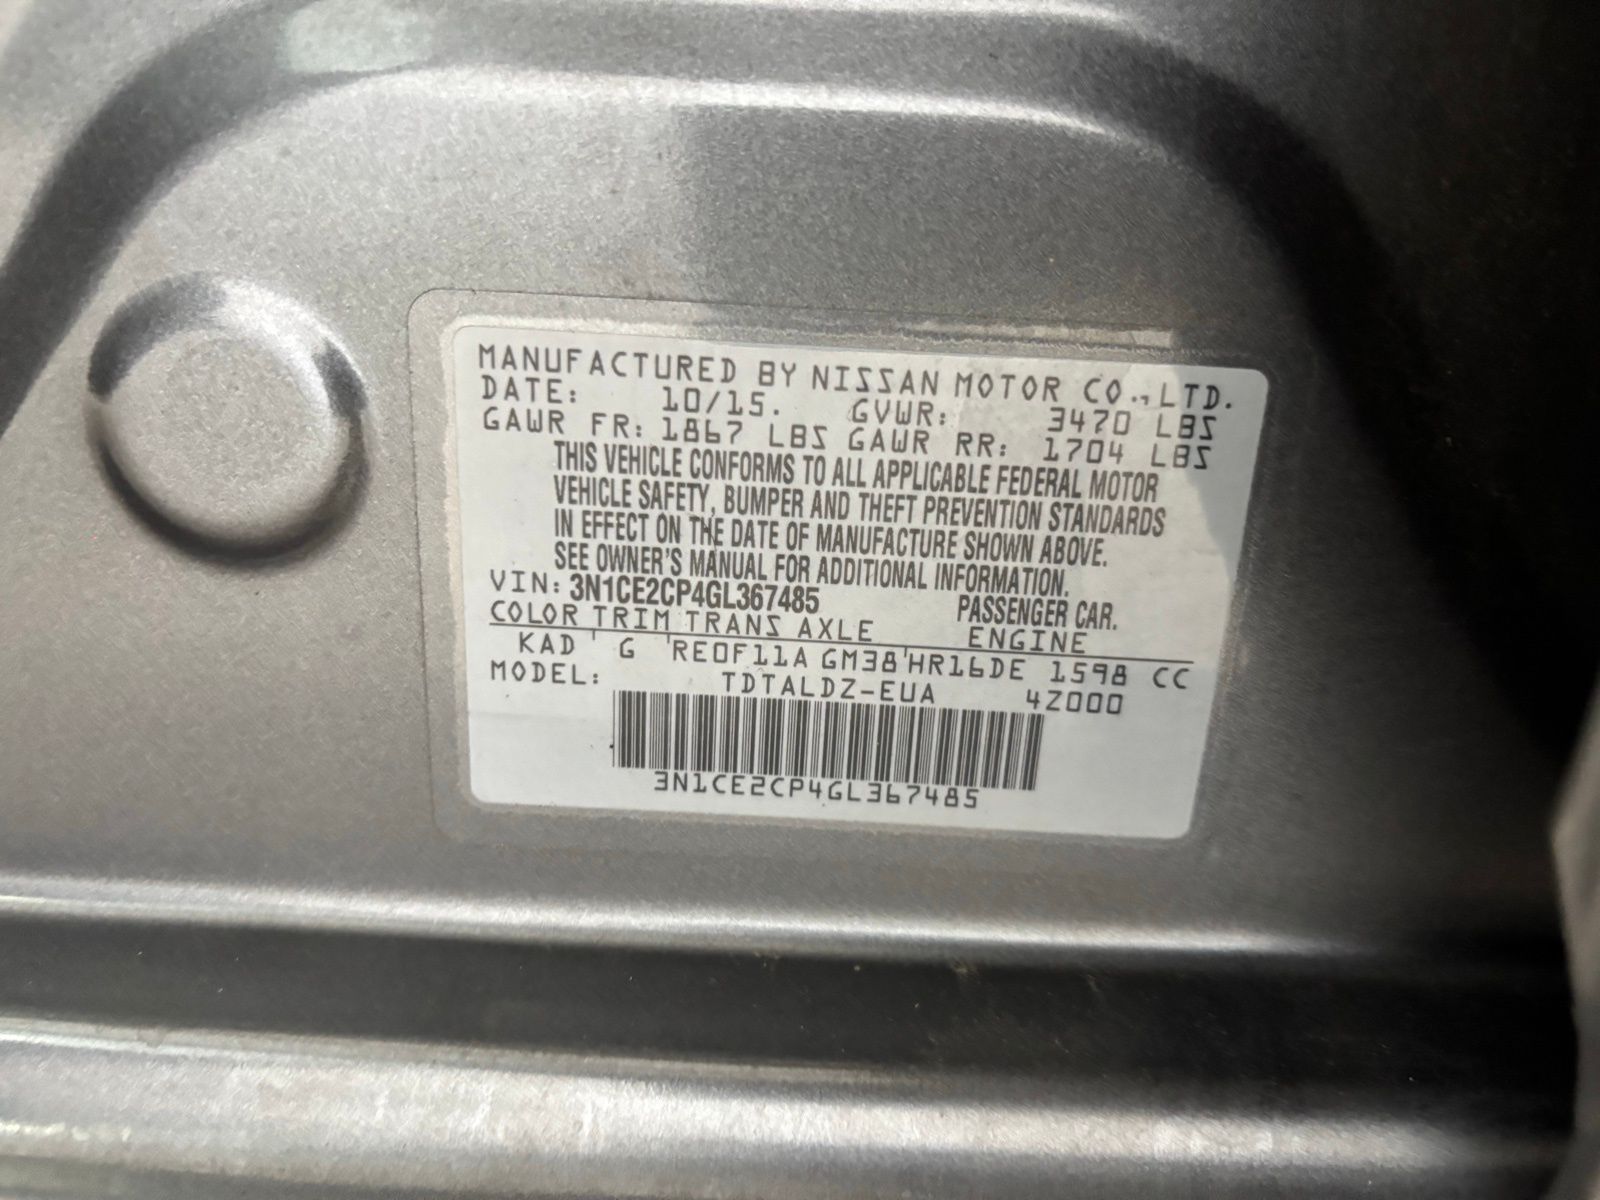 MANUFACTURED BY NISSAN MOTOR CO., LTD.
DATE: 10/15. GVWR: 3470 LBS
GAWR FR: 1867 LBS GAWR RR: 1704 LBS
THIS VEHICLE CONFORMS TO ALL APPLICABLE FEDERAL MOTOR
VEHICLE SAFETY, BUMPER AND THEFT PREVENTION STANDARDS
IN EFFECT ON THE DATE OF MANUFACTURE SHOWN ABOVE.
SEE OWNER'S MANUAL FOR ADDITIONAL INFORMATION.
VIN: 3N1CE2CP4GL367485 PASSENGER CAR.
COLOR TRIM TRANS AXLE ENGINE
KAD G RE0F11A GM38 HR16DE 1598 CC
MODEL: TDTALDZ-EUA 4Z000
3N1CE2CP4GL367485